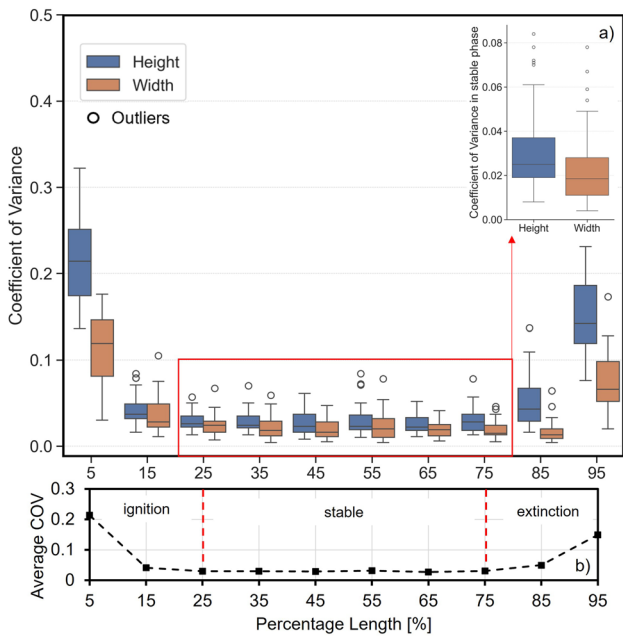 0.5
0.4
0.3
0.2
0.1
0.0
Coefficient of Variance
Height
Width
Outliers
a)
0.08
0.06
0.04
0.02
0.00
Coefficient of Variance in stable phase
Height Width
5 15 25 35 45 55 65 75 85 95
0.3
0.2
0.1
0
Average COV
ignition stable extinction
b)
5 15 25 35 45 55 65 75 85 95
Percentage Length [%]